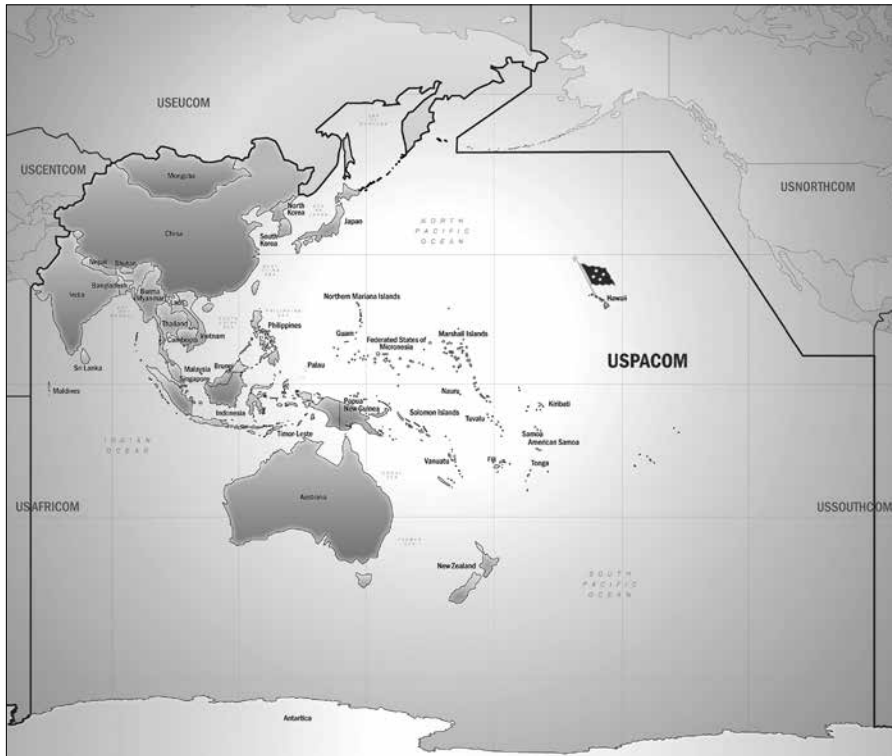 USEUCOM
USCENTCOM
USNORTHCOM
Mongolia
China
North
Korea
South
Korea
Japan
NORTH
PACIFIC
OCEAN
Nepal
Bhutan
Bangladesh
India
Burma
Myanmar
Laos
Thailand
Cambodia
Vietnam
Philippines
Northern Mariana Islands
Guam
Federated States of
Micronesia
Marshall Islands
Hawaii
USPACOM
Sri Lanka
Maldives
Malaysia
Singapore
Brunei
Palau
Indonesia
Timor-Leste
Papua
New Guinea
Nauru
Solomon Islands
Tuvalu
Kiribati
Samoa
American Samoa
Vanuatu
Fiji
Tonga
INDIAN
OCEAN
USAFRICOM
USSOUTHCOM
Australia
New Zealand
SOUTH
PACIFIC
OCEAN
Antartica